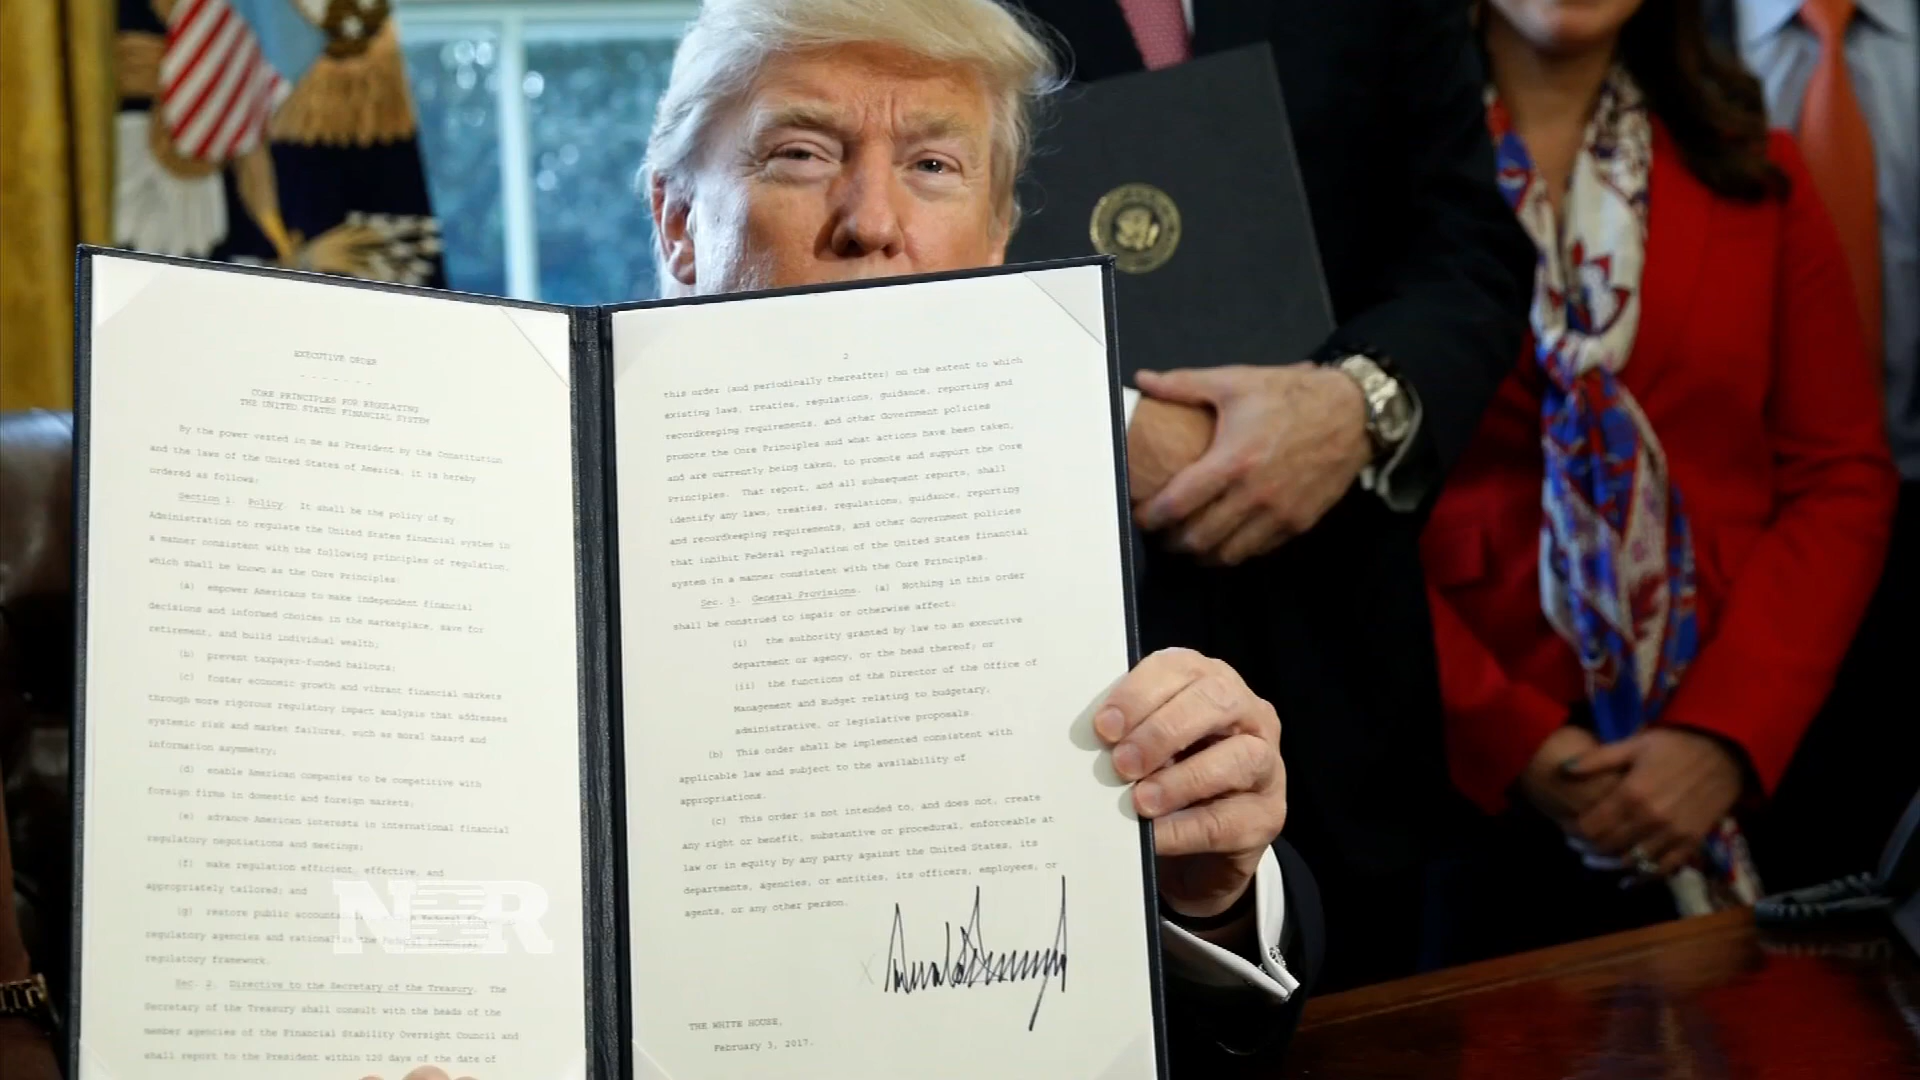 EXECUTIVE ORDER
- - - - - - -
CORE PRINCIPLES FOR REGULATING
THE UNITED STATES FINANCIAL SYSTEM
By the power vested in me as President by the Constitution
and the laws of the United States of America, it is hereby
ordered as follows:
Section 1. Policy. It shall be the policy of my
Administration to regulate the United States financial system in
a manner consistent with the following principles of regulation,
which shall be known as the Core Principles:
(a) empower Americans to make independent financial
decisions and informed choices in the marketplace, save for
retirement, and build individual wealth;
(b) prevent taxpayer-funded bailouts;
(c) foster economic growth and vibrant financial markets
through more rigorous regulatory impact analysis that addresses
systemic risk and market failures, such as moral hazard and
information asymmetry;
(d) enable American companies to be competitive with
foreign firms in domestic and foreign markets;
(e) advance American interests in international financial
regulatory negotiations and meetings;
(f) make regulation efficient, effective, and
appropriately tailored; and
(g) restore public Federal
regulatory agencies and rationalize the Federal financial
regulatory framework.
Sec. 2. Directive to the Secretary of the Treasury. The
Secretary of the Treasury shall consult with the heads of the
member agencies of the Financial Stability Oversight Council and
shall report to the President within 120 days of the date of
NBR
2
this order (and periodically thereafter) on the extent to which
existing laws, treaties, regulations, guidance, reporting and
recordkeeping requirements, and other Government policies
promote the Core Principles and what actions have been taken,
and are currently being taken, to promote and support the Core
Principles. That report, and all subsequent reports, shall
identify any laws, treaties, regulations, guidance, reporting
and recordkeeping requirements, and other Government policies
that inhibit Federal regulation of the United States financial
system in a manner consistent with the Core Principles.
Sec. 3. General Provisions. (a) Nothing in this order
shall be construed to impair or otherwise affect:
(i) the authority granted by law to an executive
department or agency, or the head thereof; or
(ii) the functions of the Director of the Office of
Management and Budget relating to budgetary,
administrative, or legislative proposals.
(b) This order shall be implemented consistent with
applicable law and subject to the availability of
appropriations.
(c) This order is not intended to, and does not, create
any right or benefit, substantive or procedural, enforceable at
law or in equity by any party against the United States, its
departments, agencies, or entities, its officers, employees, or
agents, or any other person.
X Donald Trump
THE WHITE HOUSE,
February 3, 2017.